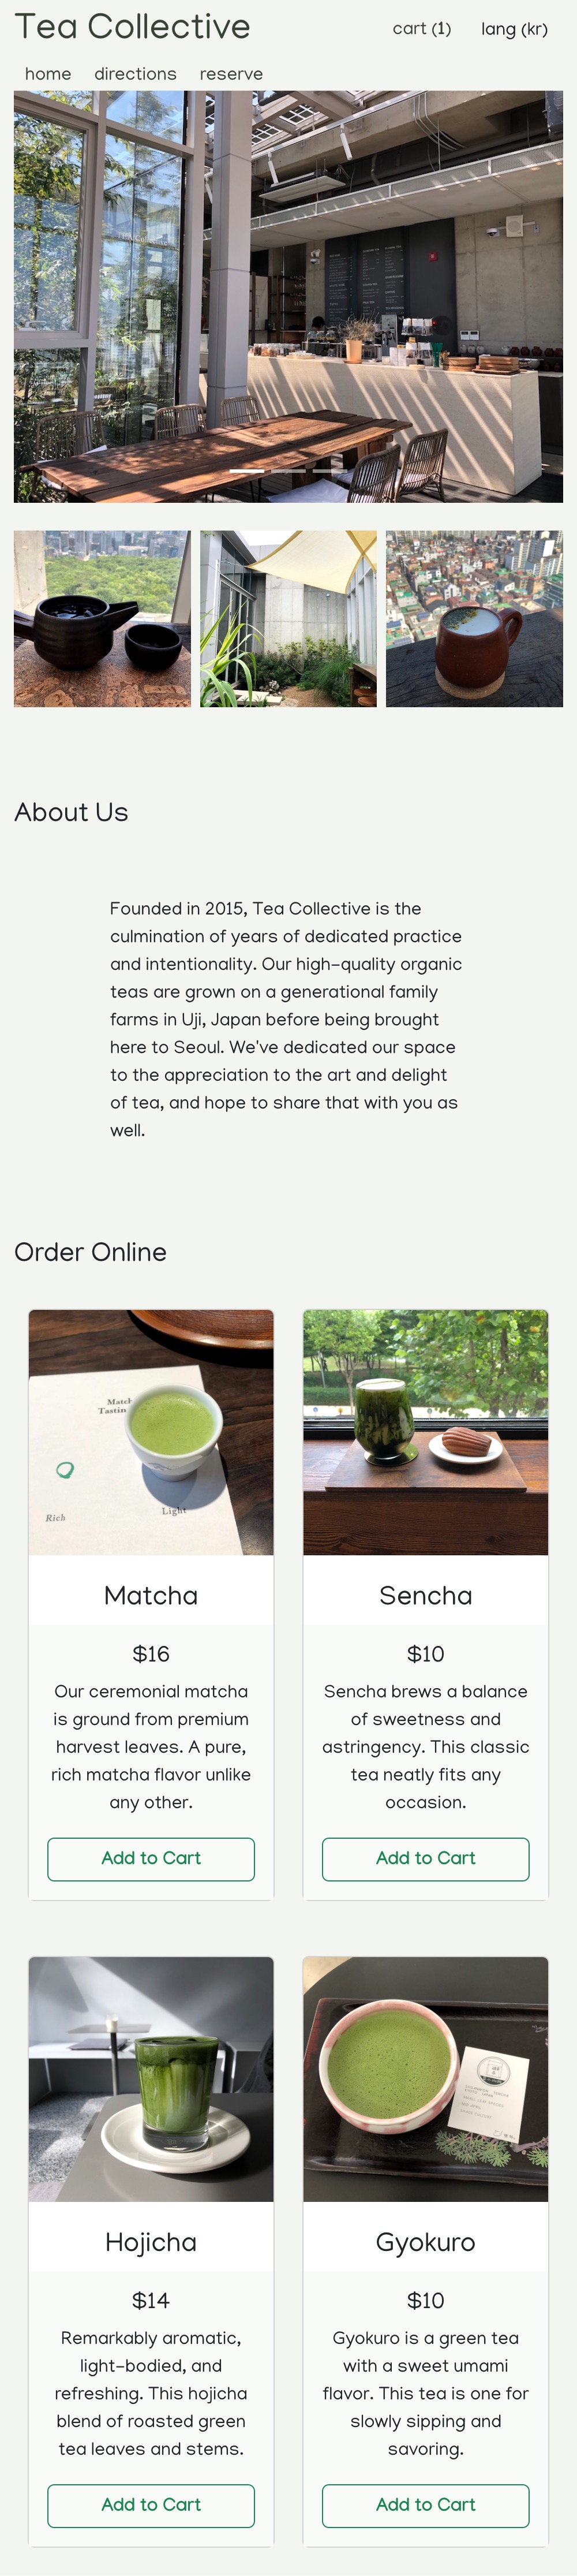 Tea Collective
cart (1)
lang (kr)
home
directions
reserve
About Us
Founded in 2015, Tea Collective is the
culmination of years of dedicated practice
and intentionality. Our high-quality organic
teas are grown on a generational family
farms in Uji, Japan before being brought
here to Seoul. We've dedicated our space
to the appreciation to the art and delight
of tea, and hope to share that with you as
well.
Order Online
Tastin
Rich
Light
Matcha
$16
Our ceremonial matcha
is ground from premium
harvest leaves. A pure,
rich matcha flavor unlike
any other.
Add to Cart
Sencha
$10
Sencha brews a balance
of sweetness and
astringency. This classic
tea neatly fits any
occasion.
Add to Cart
Hojicha
$14
Remarkably aromatic,
light-bodied, and
refreshing. This hojicha
blend of roasted green
tea leaves and stems.
Add to Cart
Gyokuro
$10
Gyokuro is a green tea
with a sweet umami
flavor. This tea is one for
slowly sipping and
savoring.
Add to Cart